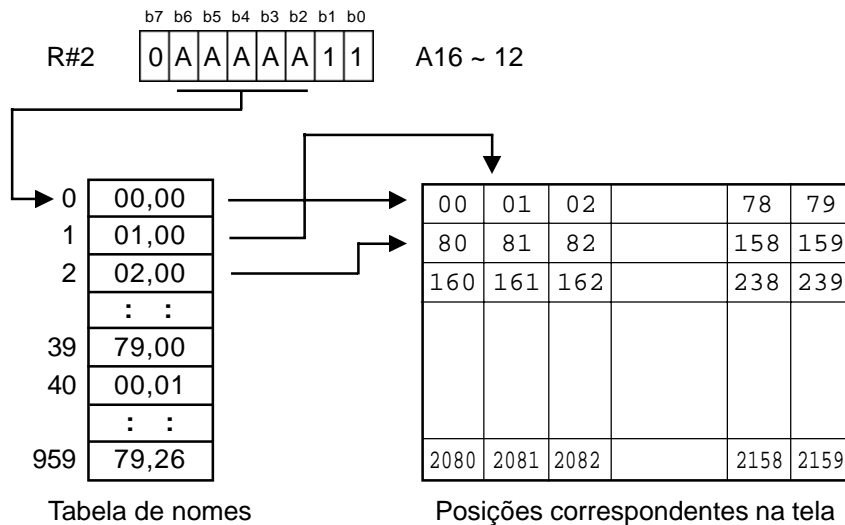 b7 b6 b5 b4 b3 b2 b1 b0
R#2 0 A A A A A 1 1 A16 ~ 12
0 00,00
1 01,00
2 02,00
: :
39 79,00
40 00,01
: :
959 79,26
Tabela de nomes
00 01 02 78 79
80 81 82 158 159
160 161 162 238 239
2080 2081 2082 2158 2159
Posições correspondentes na tela